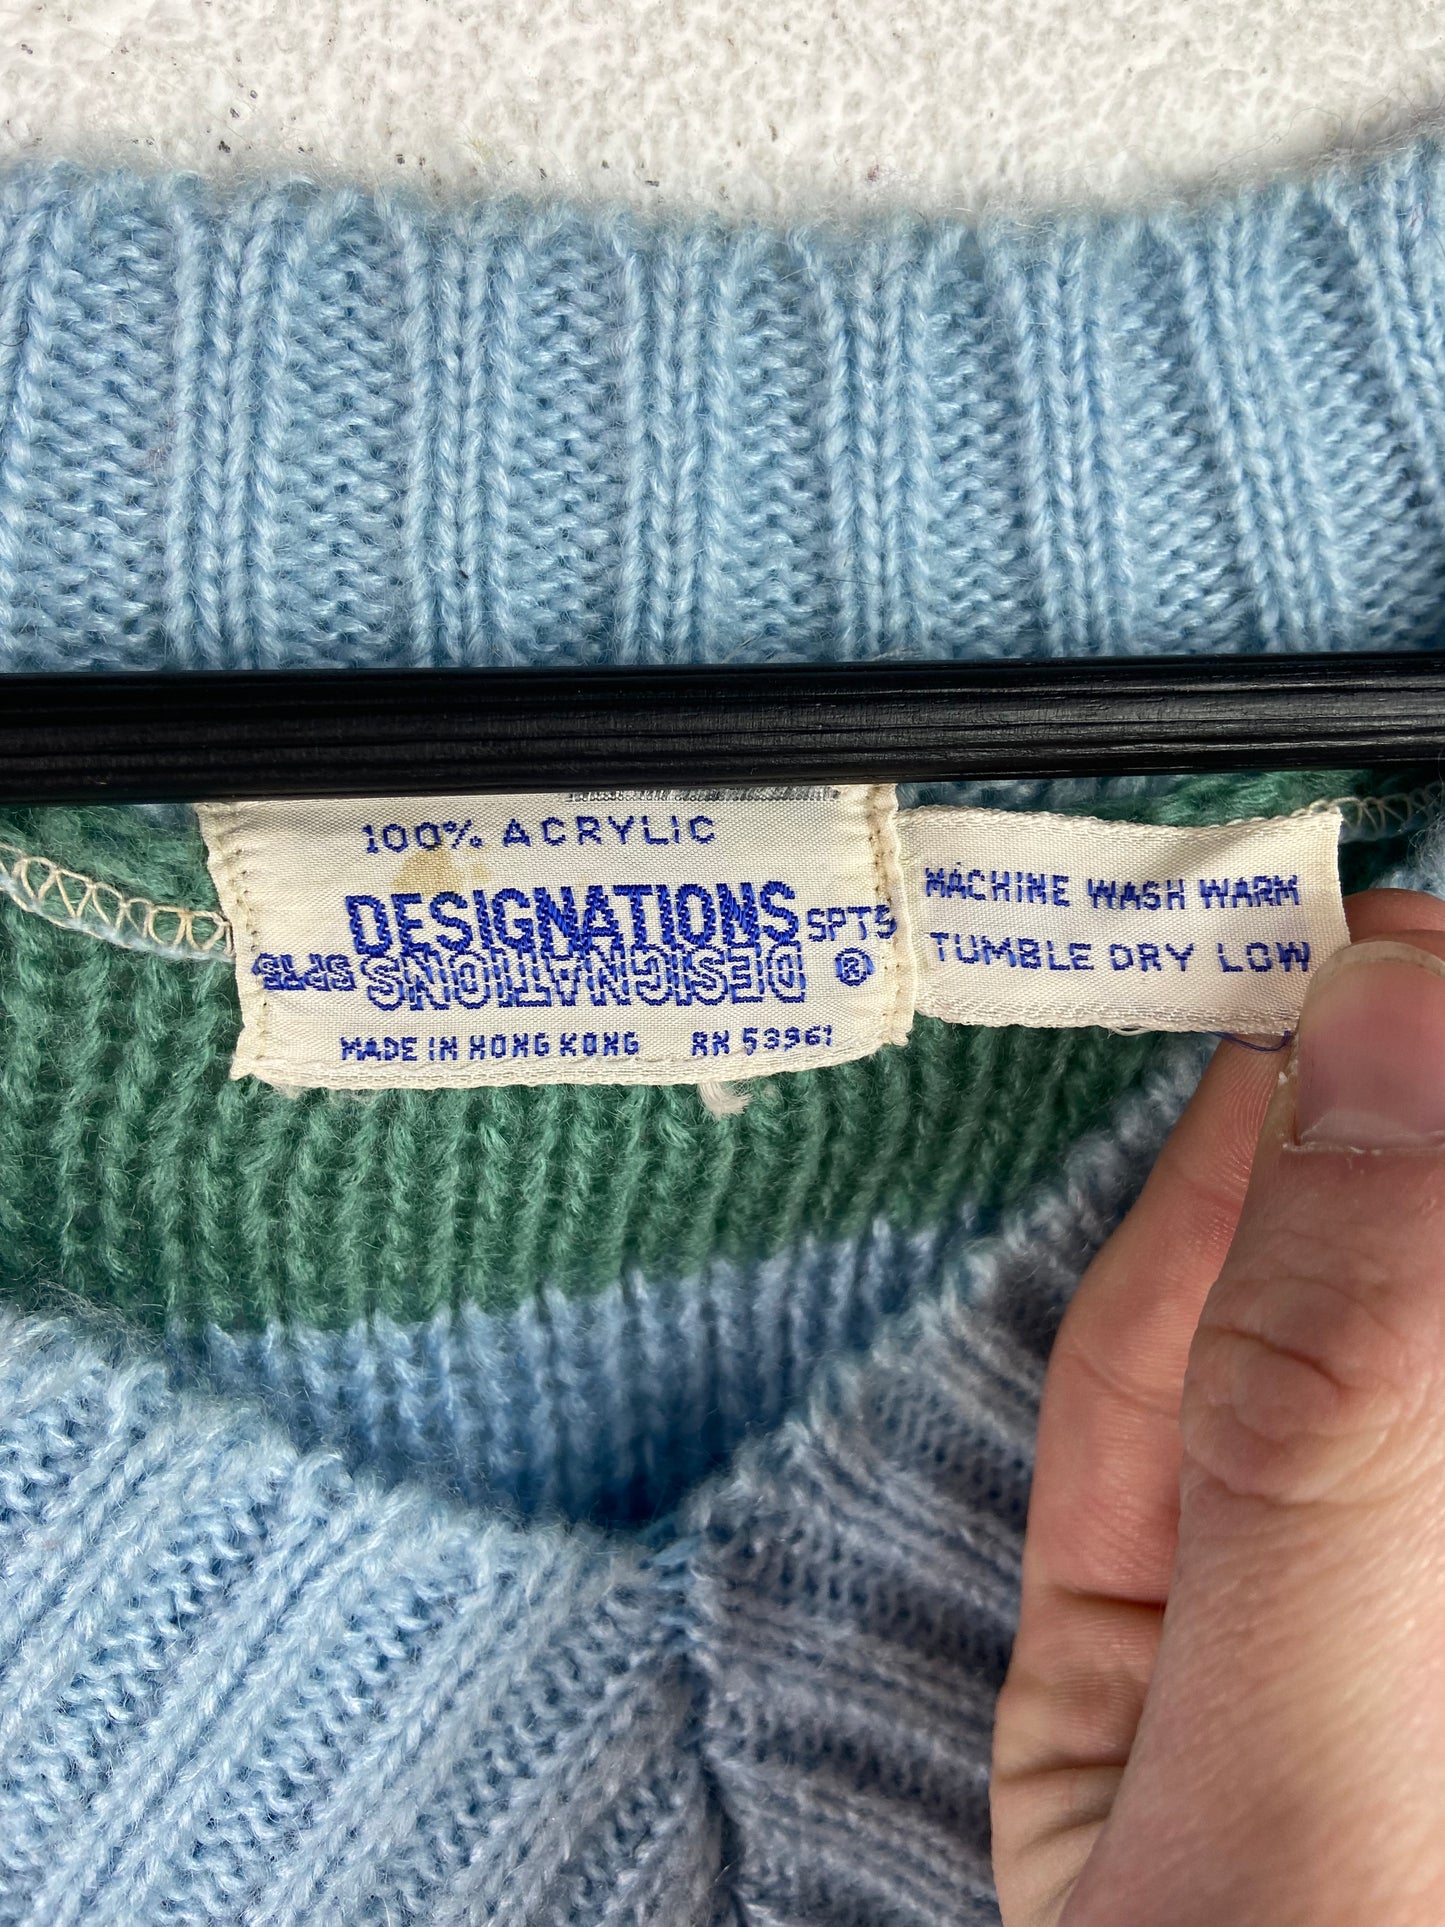 100% ACRYLIC
DESIGNATIONS SPTS
DESIGNATIONS SPTS ®
MADE IN HONG KONG RN 53961
MACHINE WASH WARM
TUMBLE DRY LOW